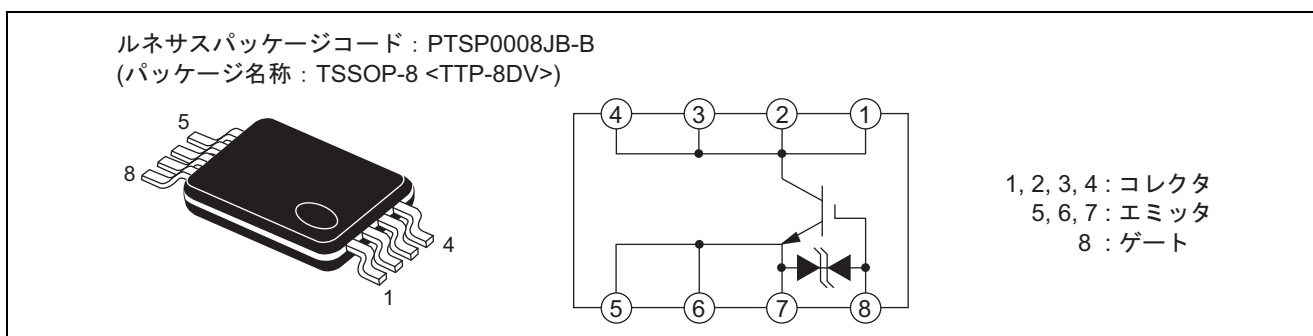 ルネサスパッケージコード：PTSP0008JB-B
(パッケージ名称：TSSOP-8 <TTP-8DV>)
5
8
4
1
4 3 2 1
5 6 7 8
1, 2, 3, 4 : コレクタ
5, 6, 7 : エミッタ
8 : ゲート